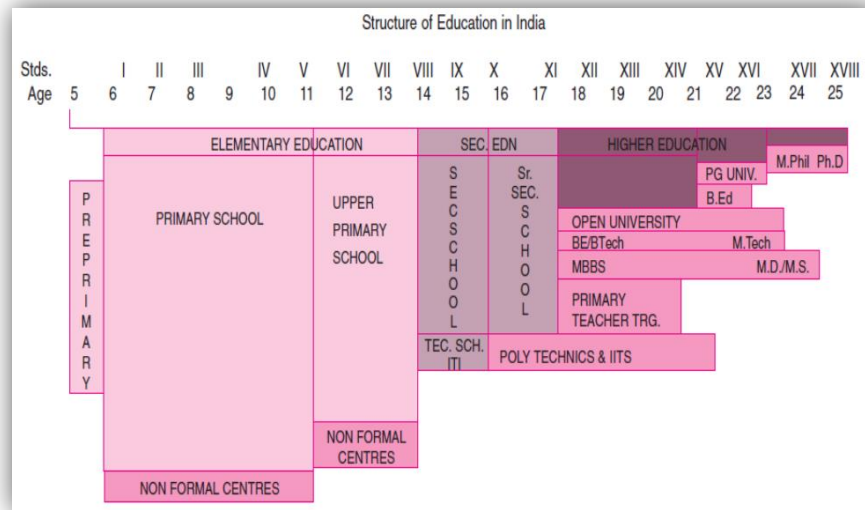 Structure of Education in India
Stds. I II III IV V VI VII VIII IX X XI XII XIII XIV XV XVI XVII XVIII
Age 5 6 7 8 9 10 11 12 13 14 15 16 17 18 19 20 21 22 23 24 25
ELEMENTARY EDUCATION SEC. EDN HIGHER EDUCATION
M.Phil Ph.D
PG UNIV.
B.Ed
PREPRIMARY
PRIMARY SCHOOL
UPPER
PRIMARY
SCHOOL
SECSCHOOL
Sr.
SEC.
SCHOOL
OPEN UNIVERSITY
BE/BTech M.Tech
MBBS M.D./M.S.
PRIMARY
TEACHER TRG.
TEC. SCH.
ITI
POLY TECHNICS & IITS
NON FORMAL
CENTRES
NON FORMAL CENTRES